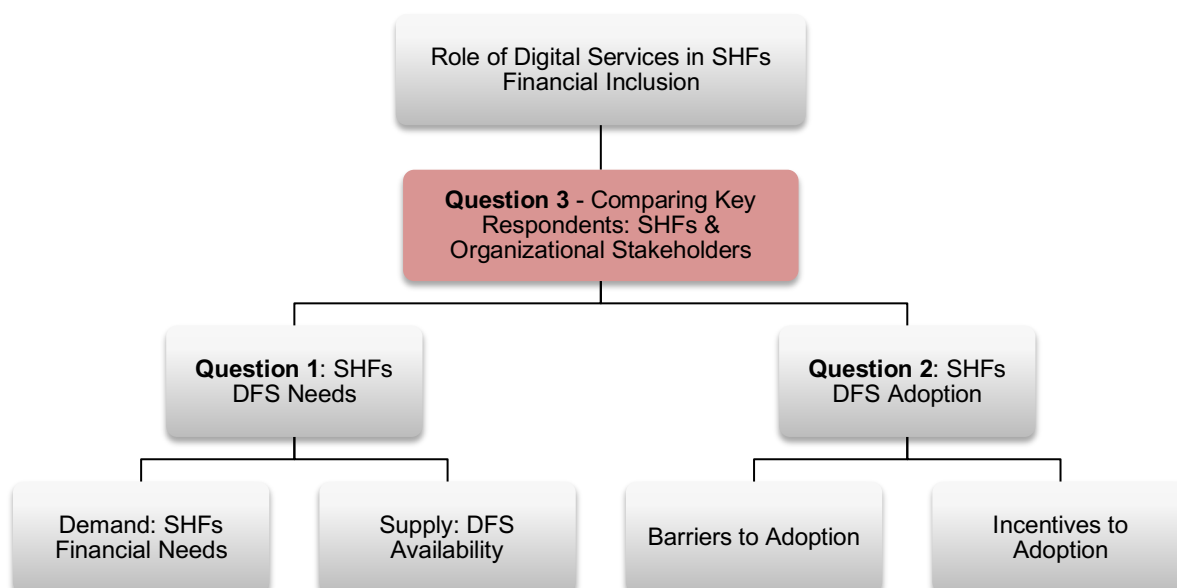 Role of Digital Services in SHFs
Financial Inclusion
Question 3 - Comparing Key
Respondents: SHFs &
Organizational Stakeholders
Question 1: SHFs
DFS Needs
Question 2: SHFs
DFS Adoption
Demand: SHFs
Financial Needs
Supply: DFS
Availability
Barriers to Adoption
Incentives to
Adoption